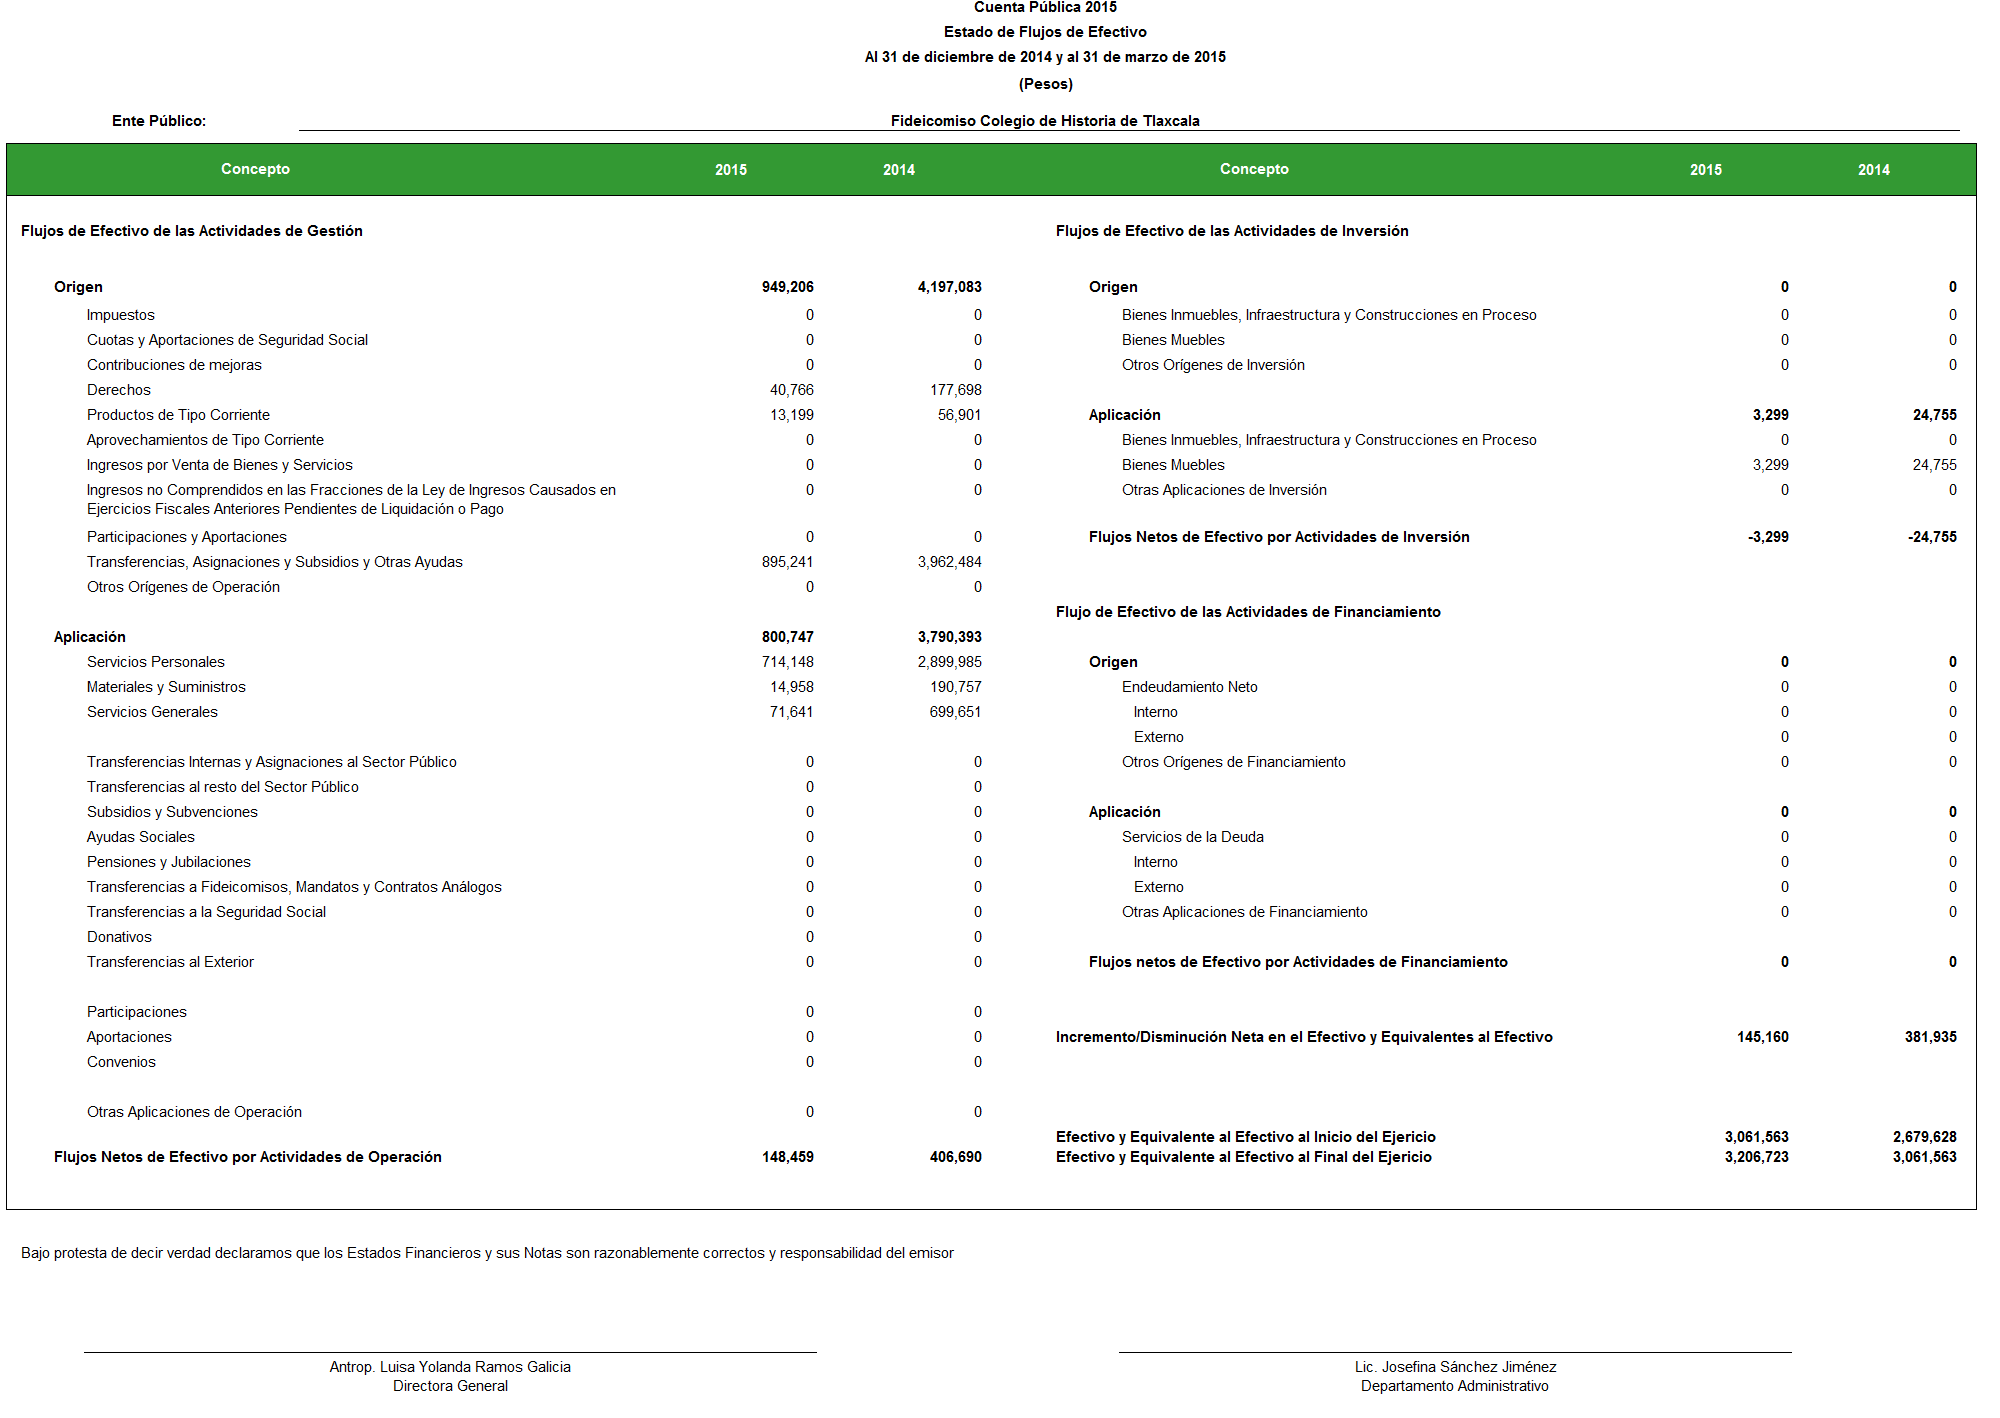 Cuenta Pública 2015
Estado de Flujos de Efectivo
Al 31 de diciembre de 2014 y al 31 de marzo de 2015
(Pesos)
Ente Público: Fideicomiso Colegio de Historia de Tlaxcala
Concepto 2015 2014 Concepto 2015 2014
Flujos de Efectivo de las Actividades de Gestión
Origen 949,206 4,197,083
Impuestos 0 0
Cuotas y Aportaciones de Seguridad Social 0 0
Contribuciones de mejoras 0 0
Derechos 40,766 177,698
Productos de Tipo Corriente 13,199 56,901
Aprovechamientos de Tipo Corriente 0 0
Ingresos por Venta de Bienes y Servicios 0 0
Ingresos no Comprendidos en las Fracciones de la Ley de Ingresos Causados en 0 0
Ejercicios Fiscales Anteriores Pendientes de Liquidación o Pago
Participaciones y Aportaciones 0 0
Transferencias, Asignaciones y Subsidios y Otras Ayudas 895,241 3,962,484
Otros Orígenes de Operación 0 0
Aplicación 800,747 3,790,393
Servicios Personales 714,148 2,899,985
Materiales y Suministros 14,958 190,757
Servicios Generales 71,641 699,651
Transferencias Internas y Asignaciones al Sector Público 0 0
Transferencias al resto del Sector Público 0 0
Subsidios y Subvenciones 0 0
Ayudas Sociales 0 0
Pensiones y Jubilaciones 0 0
Transferencias a Fideicomisos, Mandatos y Contratos Análogos 0 0
Transferencias a la Seguridad Social 0 0
Donativos 0 0
Transferencias al Exterior 0 0
Participaciones 0 0
Aportaciones 0 0
Convenios 0 0
Otras Aplicaciones de Operación 0 0
Flujos Netos de Efectivo por Actividades de Operación 148,459 406,690
Flujos de Efectivo de las Actividades de Inversión
Origen 0 0
Bienes Inmuebles, Infraestructura y Construcciones en Proceso 0 0
Bienes Muebles 0 0
Otros Orígenes de Inversión 0 0
Aplicación 3,299 24,755
Bienes Inmuebles, Infraestructura y Construcciones en Proceso 0 0
Bienes Muebles 3,299 24,755
Otras Aplicaciones de Inversión 0 0
Flujos Netos de Efectivo por Actividades de Inversión -3,299 -24,755
Flujo de Efectivo de las Actividades de Financiamiento
Origen 0 0
Endeudamiento Neto 0 0
Interno 0 0
Externo 0 0
Otros Orígenes de Financiamiento 0 0
Aplicación 0 0
Servicios de la Deuda 0 0
Interno 0 0
Externo 0 0
Otras Aplicaciones de Financiamiento 0 0
Flujos netos de Efectivo por Actividades de Financiamiento 0 0
Incremento/Disminución Neta en el Efectivo y Equivalentes al Efectivo 145,160 381,935
Efectivo y Equivalente al Efectivo al Inicio del Ejericio 3,061,563 2,679,628
Efectivo y Equivalente al Efectivo al Final del Ejericio 3,206,723 3,061,563
Bajo protesta de decir verdad declaramos que los Estados Financieros y sus Notas son razonablemente correctos y responsabilidad del emisor
Antrop. Luisa Yolanda Ramos Galicia
Directora General
Lic. Josefina Sánchez Jiménez
Departamento Administrativo